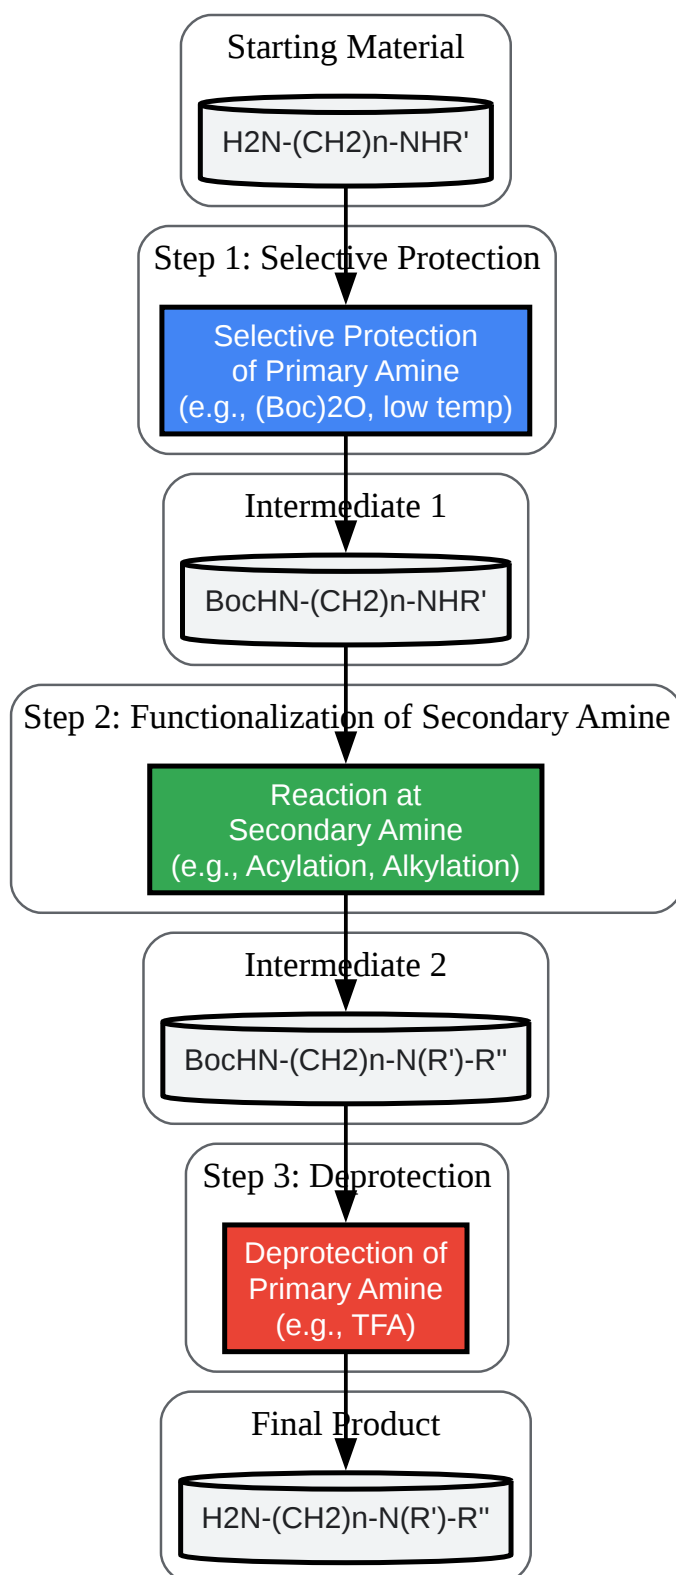 Starting Material
H2N-(CH2)n-NHR'
Step 1: Selective Protection
Selective Protection
of Primary Amine
(e.g., (Boc)2O, low temp)
Intermediate 1
BocHN-(CH2)n-NHR'
Step 2: Functionalization of Secondary Amine
Reaction at
Secondary Amine
(e.g., Acylation, Alkylation)
Intermediate 2
BocHN-(CH2)n-N(R')-R"
Step 3: Deprotection
Deprotection of
Primary Amine
(e.g., TFA)
Final Product
H2N-(CH2)n-N(R')-R"